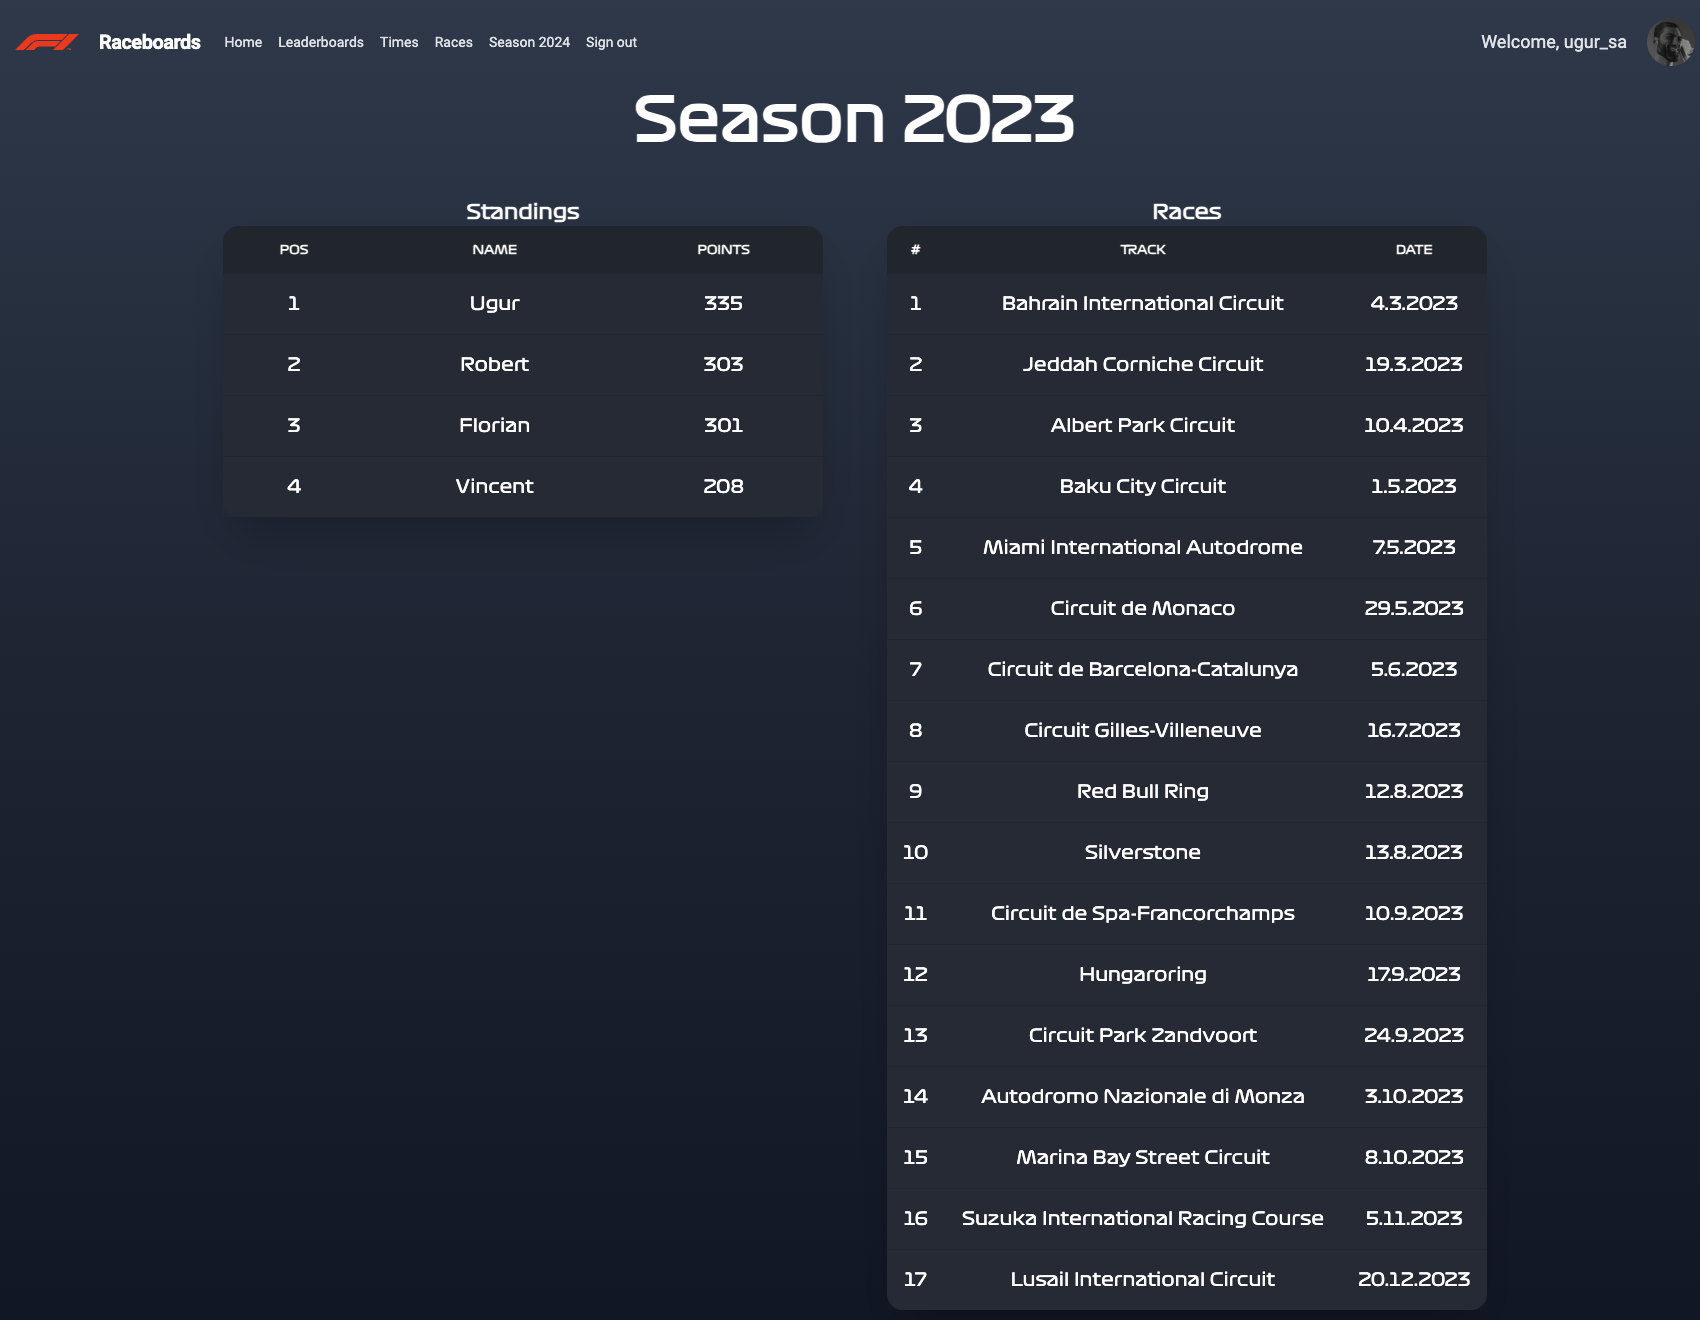 Raceboards Home Leaderboards Times Races Season 2024 Sign out Welcome, ugur_sa
Season 2023
Standings
POS NAME POINTS
1 Ugur 335
2 Robert 303
3 Florian 301
4 Vincent 208
Races
# TRACK DATE
1 Bahrain International Circuit 4.3.2023
2 Jeddah Corniche Circuit 19.3.2023
3 Albert Park Circuit 10.4.2023
4 Baku City Circuit 1.5.2023
5 Miami International Autodrome 7.5.2023
6 Circuit de Monaco 29.5.2023
7 Circuit de Barcelona-Catalunya 5.6.2023
8 Circuit Gilles-Villeneuve 16.7.2023
9 Red Bull Ring 12.8.2023
10 Silverstone 13.8.2023
11 Circuit de Spa-Francorchamps 10.9.2023
12 Hungaroring 17.9.2023
13 Circuit Park Zandvoort 24.9.2023
14 Autodromo Nazionale di Monza 3.10.2023
15 Marina Bay Street Circuit 8.10.2023
16 Suzuka International Racing Course 5.11.2023
17 Lusail International Circuit 20.12.2023